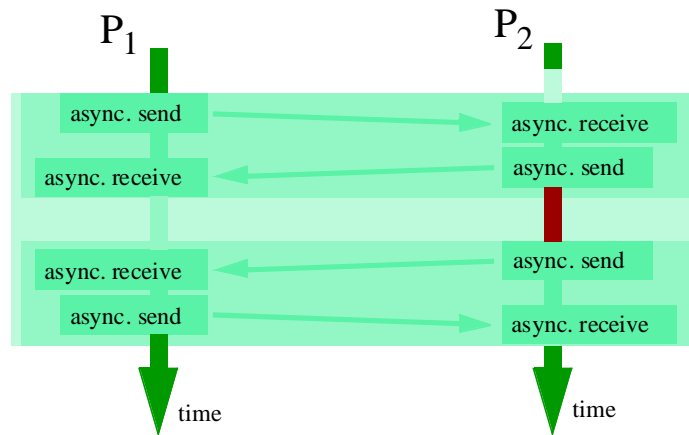 P1 P2
async. send
async. receive
async. receive
async. send
async. receive
async. send
async. send
async. receive
time
time